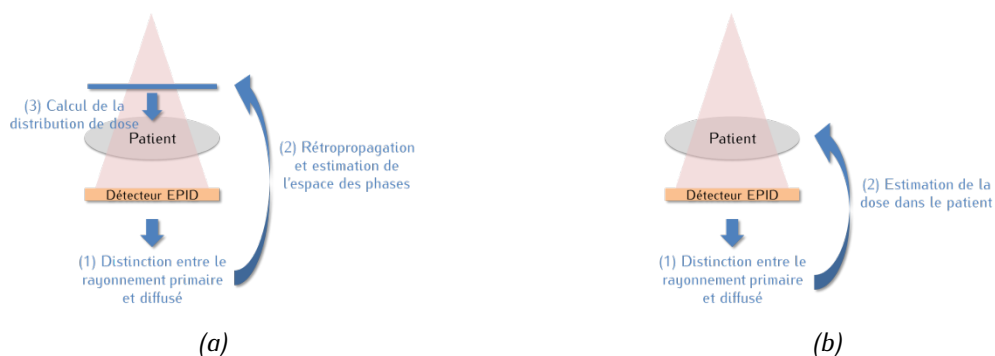 (3) Calcul de la
distribution de dose
Patient
(2) Rétropropagation
et estimation de
l'espace des phases
Détecteur EPID
(1) Distinction entre le
rayonnement primaire
et diffusé
(a)
Patient
(2) Estimation de la
dose dans le patient
Détecteur EPID
(1) Distinction entre le
rayonnement primaire
et diffusé
(b)